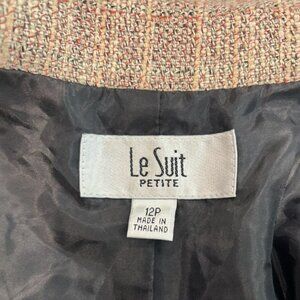 Le Suit
PETITE
12P
MADE IN
THAILAND